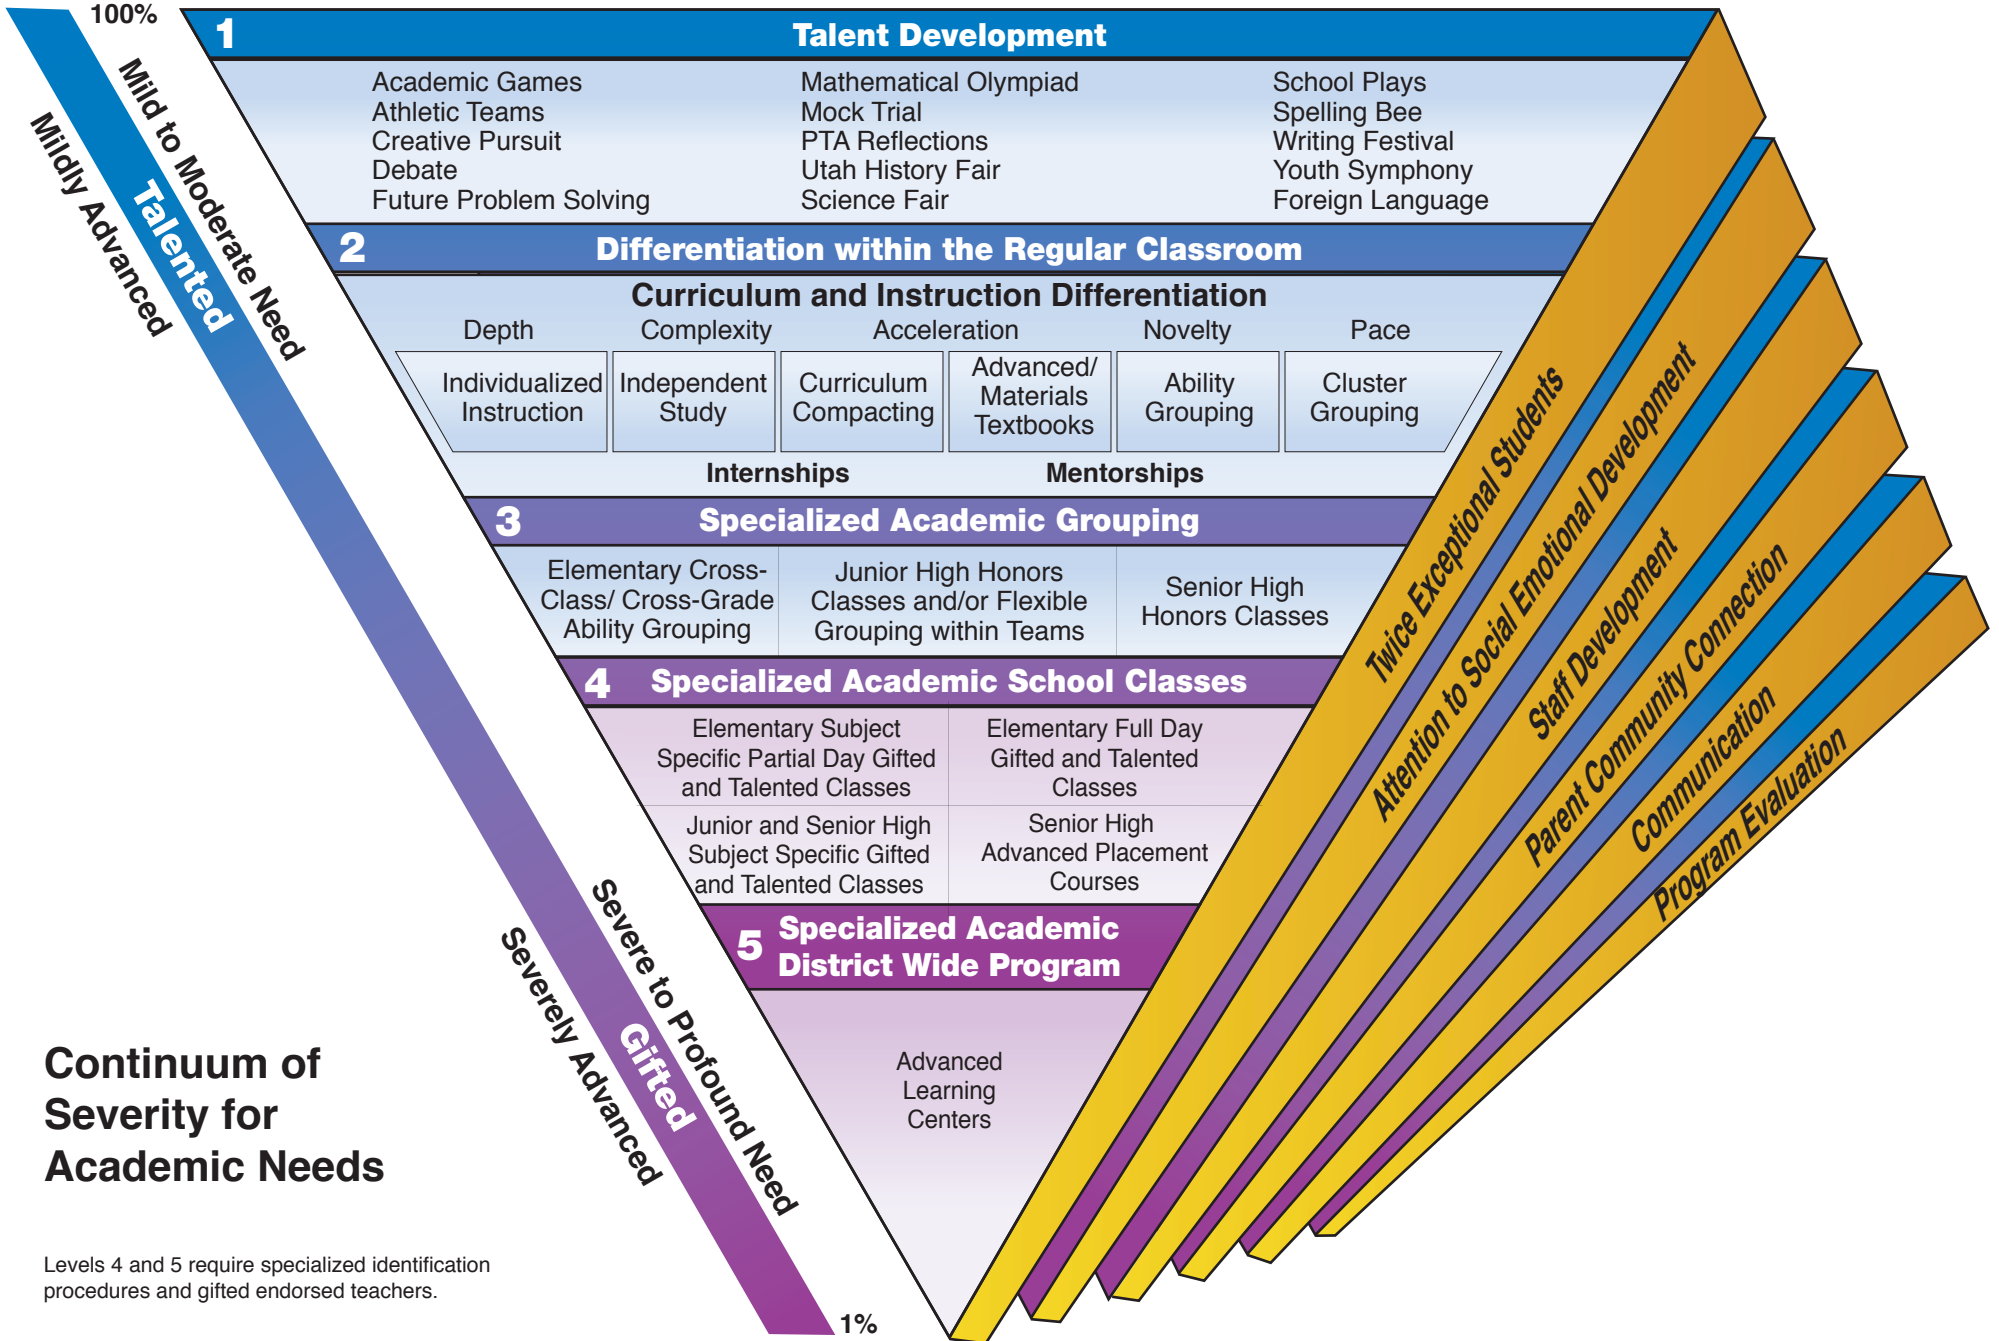 100%
Mild to Moderate Need
Talented
Mildly Advanced
1
Talent Development
Academic Games
Athletic Teams
Creative Pursuit
Debate
Future Problem Solving
Mathematical Olympiad
Mock Trial
PTA Reflections
Utah History Fair
Science Fair
School Plays
Spelling Bee
Writing Festival
Youth Symphony
Foreign Language
2
Differentiation within the Regular Classroom
Curriculum and Instruction Differentiation
Depth
Complexity
Acceleration
Novelty
Pace
Individualized
Instruction
Independent
Study
Curriculum
Compacting
Advanced/
Materials
Textbooks
Ability
Grouping
Cluster
Grouping
Internships
Mentorships
3
Specialized Academic Grouping
Elementary Cross-
Class/ Cross-Grade
Ability Grouping
Junior High Honors
Classes and/or Flexible
Grouping within Teams
Senior High
Honors Classes
4
Specialized Academic School Classes
Elementary Subject
Specific Partial Day Gifted
and Talented Classes
Elementary Full Day
Gifted and Talented
Classes
Junior and Senior High
Subject Specific Gifted
and Talented Classes
Senior High
Advanced Placement
Courses
5
Specialized Academic
District Wide Program
Advanced
Learning
Centers
Twice Exceptional Students
Attention to Social Emotional Development
Staff Development
Parent Community Connection
Communication
Program Evaluation
Severe to Profound Need
Gifted
Severely Advanced
1%
Continuum of
Severity for
Academic Needs
Levels 4 and 5 require specialized identification
procedures and gifted endorsed teachers.